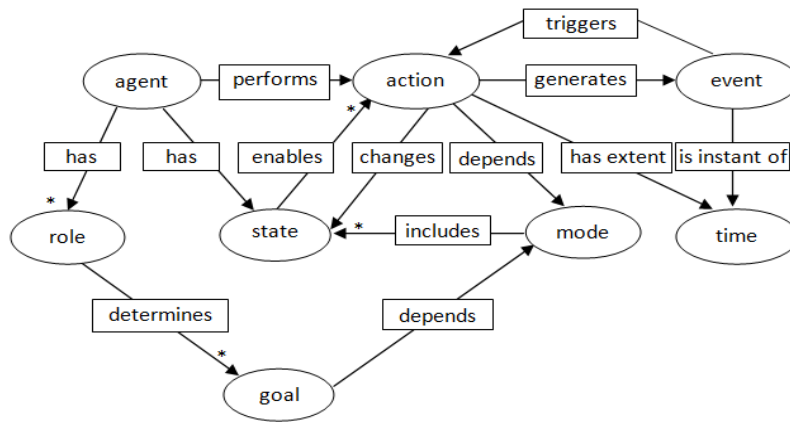 triggers
agent
performs
action
generates
event
*
has
has
enables
changes
depends
has extent
is instant of
*
role
state
*
includes
mode
time
determines
depends
*
goal